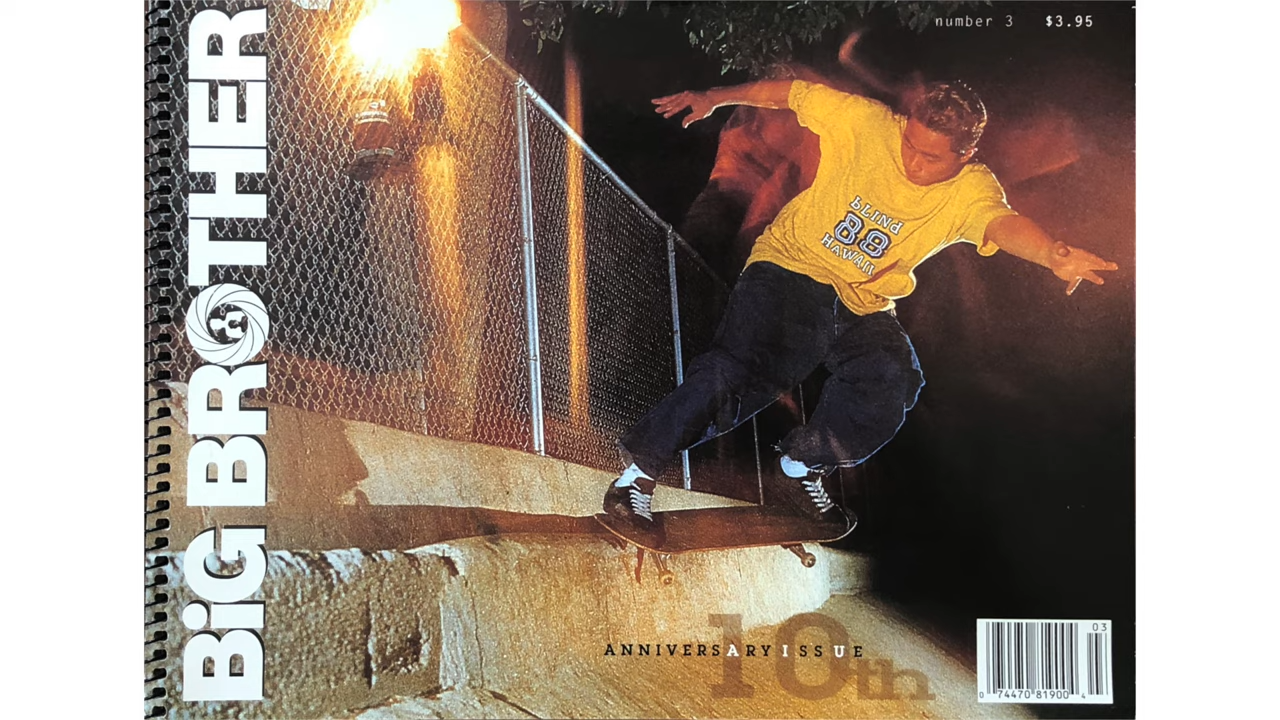 BiG BROTHER
number 3 $3.95
BLIND
88
HAWAII
10th
ANNIVERSARY ISSUE
03
0 74470 81900 4